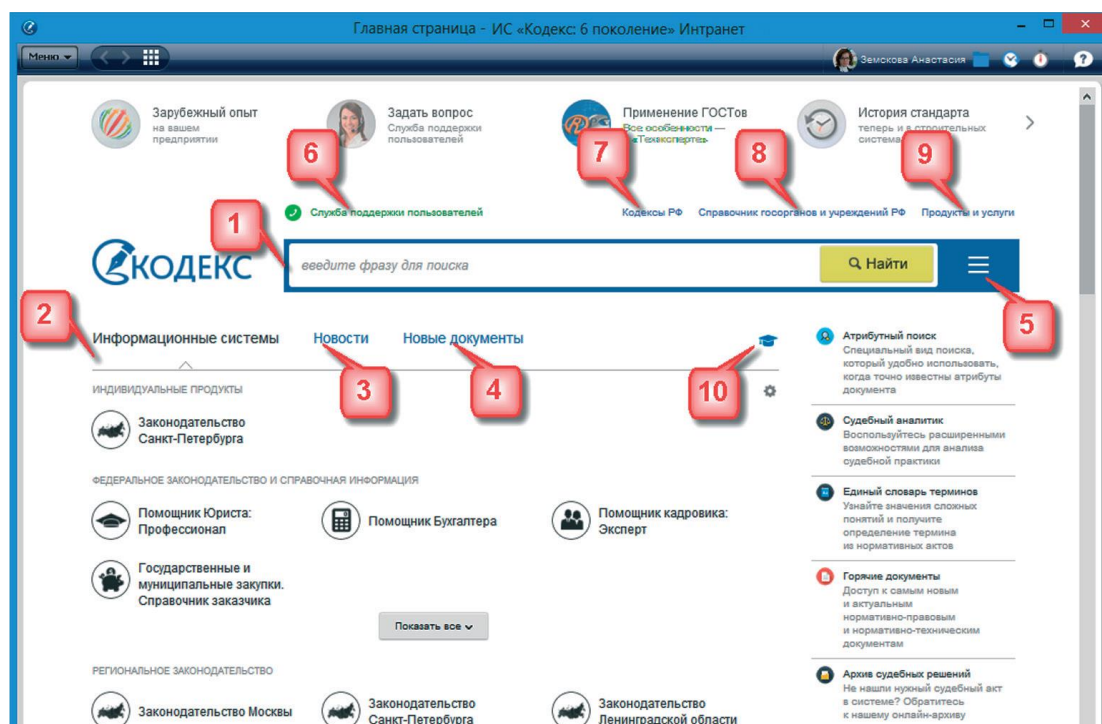 Главная страница - ИС «Кодекс: 6 поколение» Интранет
Меню
Земскова Анастасия
Зарубежный опыт
на вашем
предприятии
Задать вопрос
Служба поддержки
пользователей
Применение ГОСТов
Все особенности —
в «Техэксперте»
История стандарта
теперь и в строительных
система
6
7
8
9
1
Служба поддержки пользователей
Кодексы РФ Справочник госорганов и учреждений РФ Продукты и услуги
КОДЕКС
введите фразу для поиска
Найти
2
5
Информационные системы Новости Новые документы
3
4
10
ИНДИВИДУАЛЬНЫЕ ПРОДУКТЫ
Законодательство
Санкт-Петербурга
ФЕДЕРАЛЬНОЕ ЗАКОНОДАТЕЛЬСТВО И СПРАВОЧНАЯ ИНФОРМАЦИЯ
Помощник Юриста:
Профессионал
Помощник Бухгалтера
Помощник кадровика:
Эксперт
Государственные и
муниципальные закупки.
Справочник заказчика
Показать все
РЕГИОНАЛЬНОЕ ЗАКОНОДАТЕЛЬСТВО
Законодательство Москвы
Законодательство
Санкт-Петербурга
Законодательство
Ленинградской области
Атрибутный поиск
Специальный вид поиска,
который удобно использовать,
когда точно известны атрибуты
документа
Судебный аналитик
Воспользуйтесь расширенными
возможностями для анализа
судебной практики
Единый словарь терминов
Узнайте значения сложных
понятий и получите
определение термина
из нормативных актов
Горячие документы
Доступ к самым новым
и актуальным
нормативно-правовым
и нормативно-техническим
документам
Архив судебных решений
Не нашли нужный судебный акт
в системе? Обратитесь
к нашему онлайн-архиву